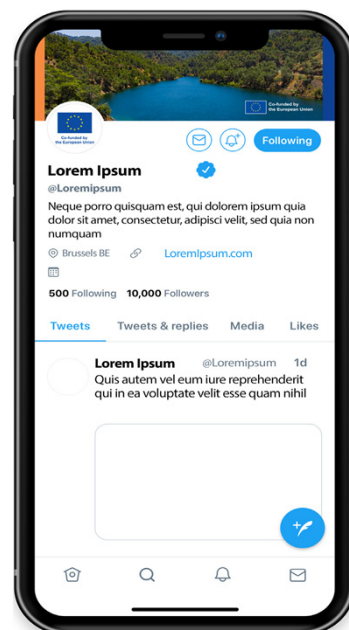 Co-funded by
the European Union
Co-funded by
the European Union
Following
Lorem Ipsum
@Loremipsum
Neque porro quisquam est, qui dolorem ipsum quia
dolor sit amet, consectetur, adipisci velit, sed quia non
numquam
Brussels BE LoremIpsum.com
500 Following 10,000 Followers
Tweets Tweets & replies Media Likes
Lorem Ipsum @Loremipsum 1d
Quis autem vel eum iure reprehenderit
qui in ea voluptate velit esse quam nihil